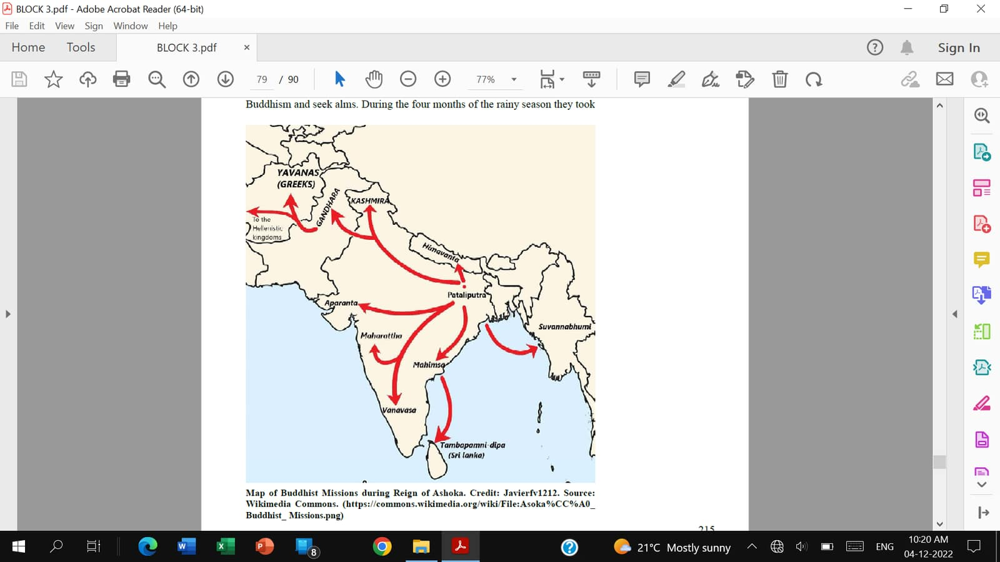 BLOCK 3.pdf - Adobe Acrobat Reader (64-bit)
File Edit View Sign Window Help
Home Tools BLOCK 3.pdf × ? Sign In
79 / 90 77%
Buddhism and seek alms. During the four months of the rainy season they took
YAVANAS
(GREEKS)
GANDHARA
KASHMIRA
To the
Hellenistic
kingdoms
Himavanta
Pataliputra
Aparanta
Suvannabhumi
Maharattha
Mahimsa
Vanavasa
Tambapamni-dipa
(Sri lanka)
Map of Buddhist Missions during Reign of Ashoka. Credit: Javierfv1212. Source:
Wikimedia Commons. (https://commons.wikimedia.org/wiki/File:Asoka%CC%A0_
Buddhist_ Missions.png)
215
8
21°C Mostly sunny
ENG
10:20 AM
04-12-2022